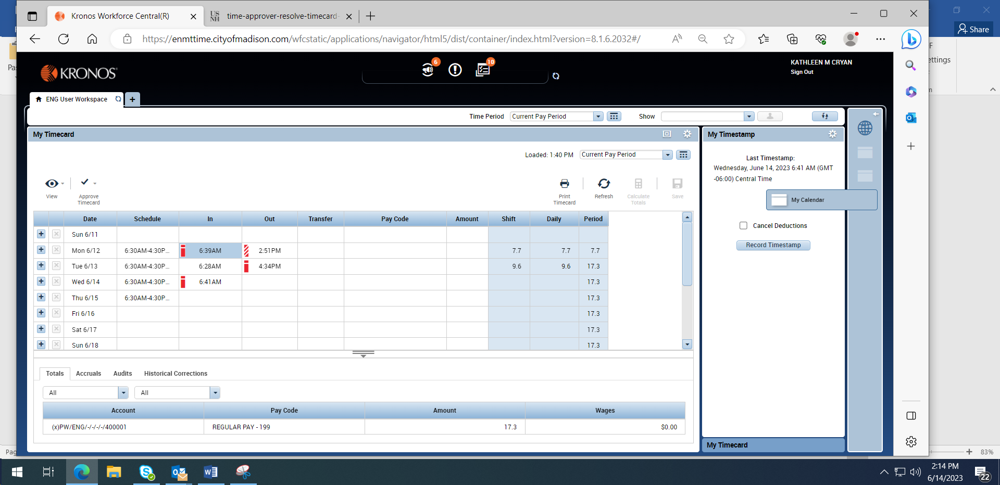 Kronos Workforce Central(R)
US
NH
time-approver-resolve-timecard-
https://enmttime.cityofmadison.com/wfcstatic/applications/navigator/html5/dist/container/index.html?version=8.1.6.2032#/
Share
ettings
KRONOS
6
10
KATHLEEN M CRYAN
Sign Out
ENG User Workspace
Time Period
Current Pay Period
Show
My Timecard
My Timestamp
Loaded: 1:40 PM
Current Pay Period
Last Timestamp:
Wednesday, June 14, 2023 6:41 AM (GMT
-06:00) Central Time
My Calendar
Cancel Deductions
Record Timestamp
View
Approve
Timecard
Print
Timecard
Refresh
Calculate
Totals
Save
Date Schedule In Out Transfer Pay Code Amount Shift Daily Period
Sun 6/11
Mon 6/12 6:30AM-4:30P... 6:39AM 2:51PM 7.7 7.7 7.7
Tue 6/13 6:30AM-4:30P... 6:28AM 4:34PM 9.6 9.6 17.3
Wed 6/14 6:30AM-4:30P... 6:41AM 17.3
Thu 6/15 6:30AM-4:30P... 17.3
Fri 6/16 17.3
Sat 6/17 17.3
Sun 6/18 17.3
Totals Accruals Audits Historical Corrections
All All
Account Pay Code Amount Wages
(x)PW/ENG/-/-/-/-/400001 REGULAR PAY - 199 17.3 $0.00
My Timecard
Pag
83%
2:14 PM
6/14/2023
22